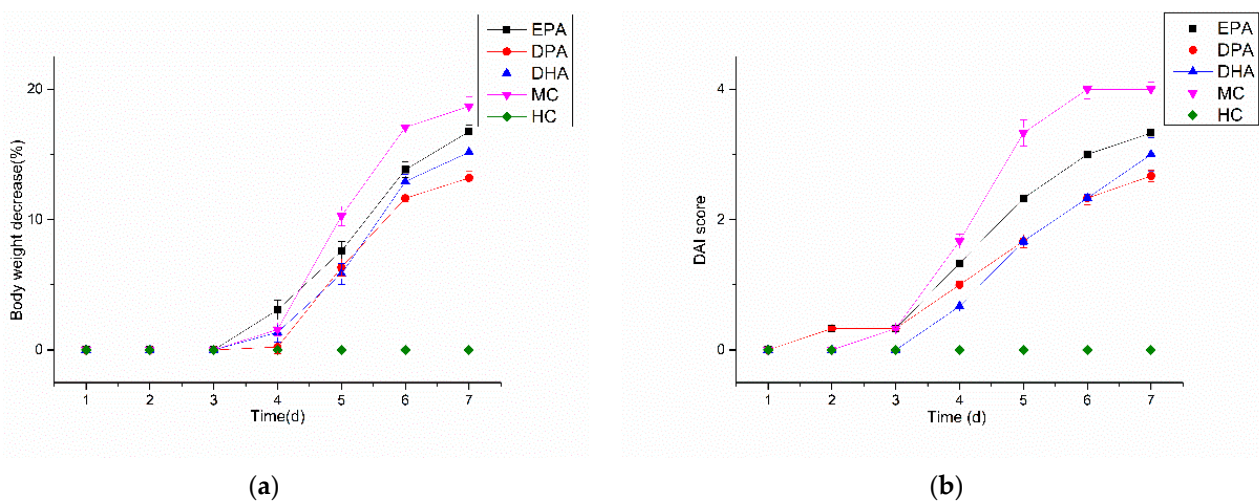 EPA
DPA
DHA
MC
HC
20
10
0
Body weight decrease(%)
1 2 3 4 5 6 7
Time(d)
(a)
EPA
DPA
DHA
MC
HC
4
2
0
DAI score
1 2 3 4 5 6 7
Time (d)
(b)